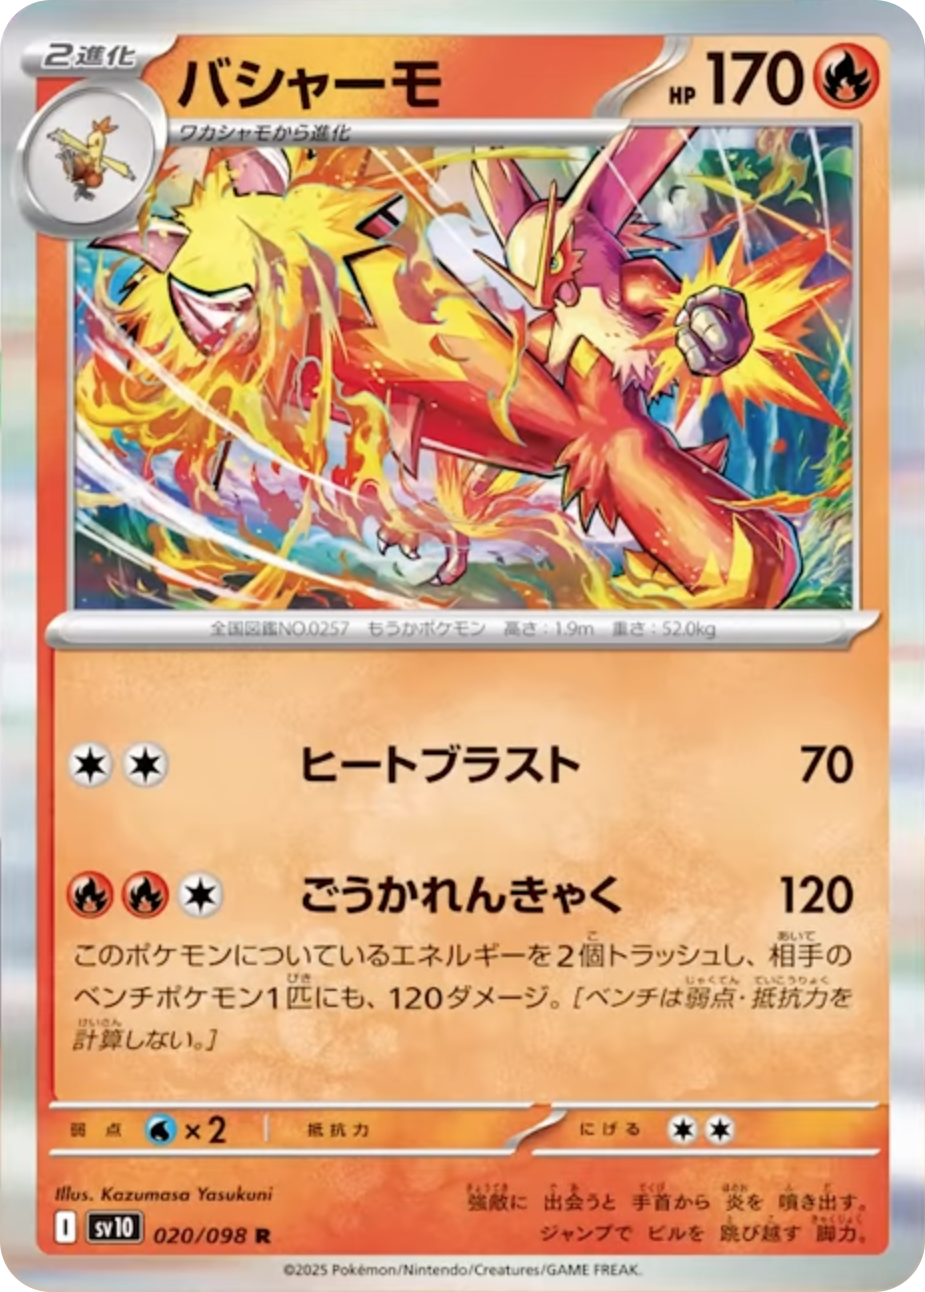 2進化
バシャーモ
HP 170
ワカシャモから進化
全国図鑑NO.0257 もうかポケモン 高さ：1.9m 重さ：52.0kg
ヒートブラスト 70
ごうかれんきゃく 120
このポケモンについているエネルギーを2個トラッシュし、相手の
ベンチポケモン1匹にも、120ダメージ。[ベンチは弱点・抵抗力を
計算しない。]
弱点 ×2 抵抗力 にげる
Illus. Kazumasa Yasukuni
強敵に 出会うと 手首から 炎を 噴き出す。
ジャンプで ビルを 跳び越す 脚力。
I sv10 020/098 R
©2025 Pokémon/Nintendo/Creatures/GAME FREAK.